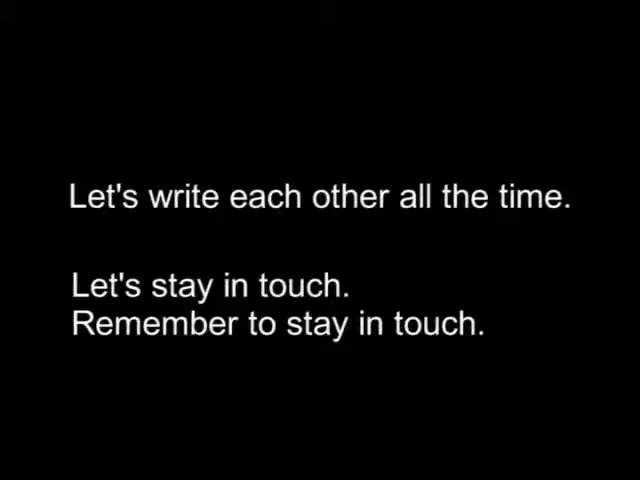 Let's write each other all the time.
Let's stay in touch.
Remember to stay in touch.